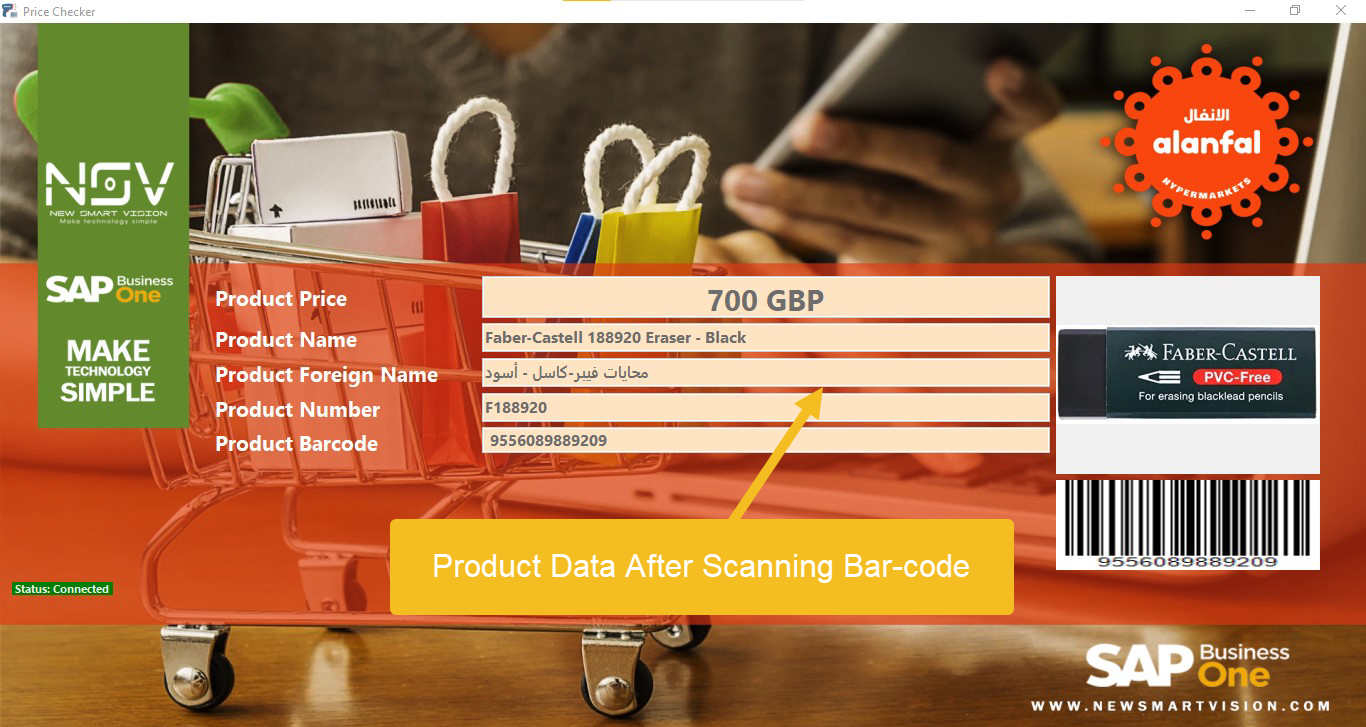 Price Checker
NSV
NEW SMART VISION
Make technology simple
SAP Business One
MAKE
TECHNOLOGY
SIMPLE
الانفال
alanfal
HYPERMARKETS
Product Price
700 GBP
Product Name
Faber-Castell 188920 Eraser - Black
Product Foreign Name
محايات فيبر-كاسل - أسود
Product Number
F188920
Product Barcode
9556089889209
FABER-CASTELL
PVC-Free
For erasing blacklead pencils
9556089889209
Product Data After Scanning Bar-code
Status: Connected
SAP Business One
WWW.NEWSMARTVISION.COM